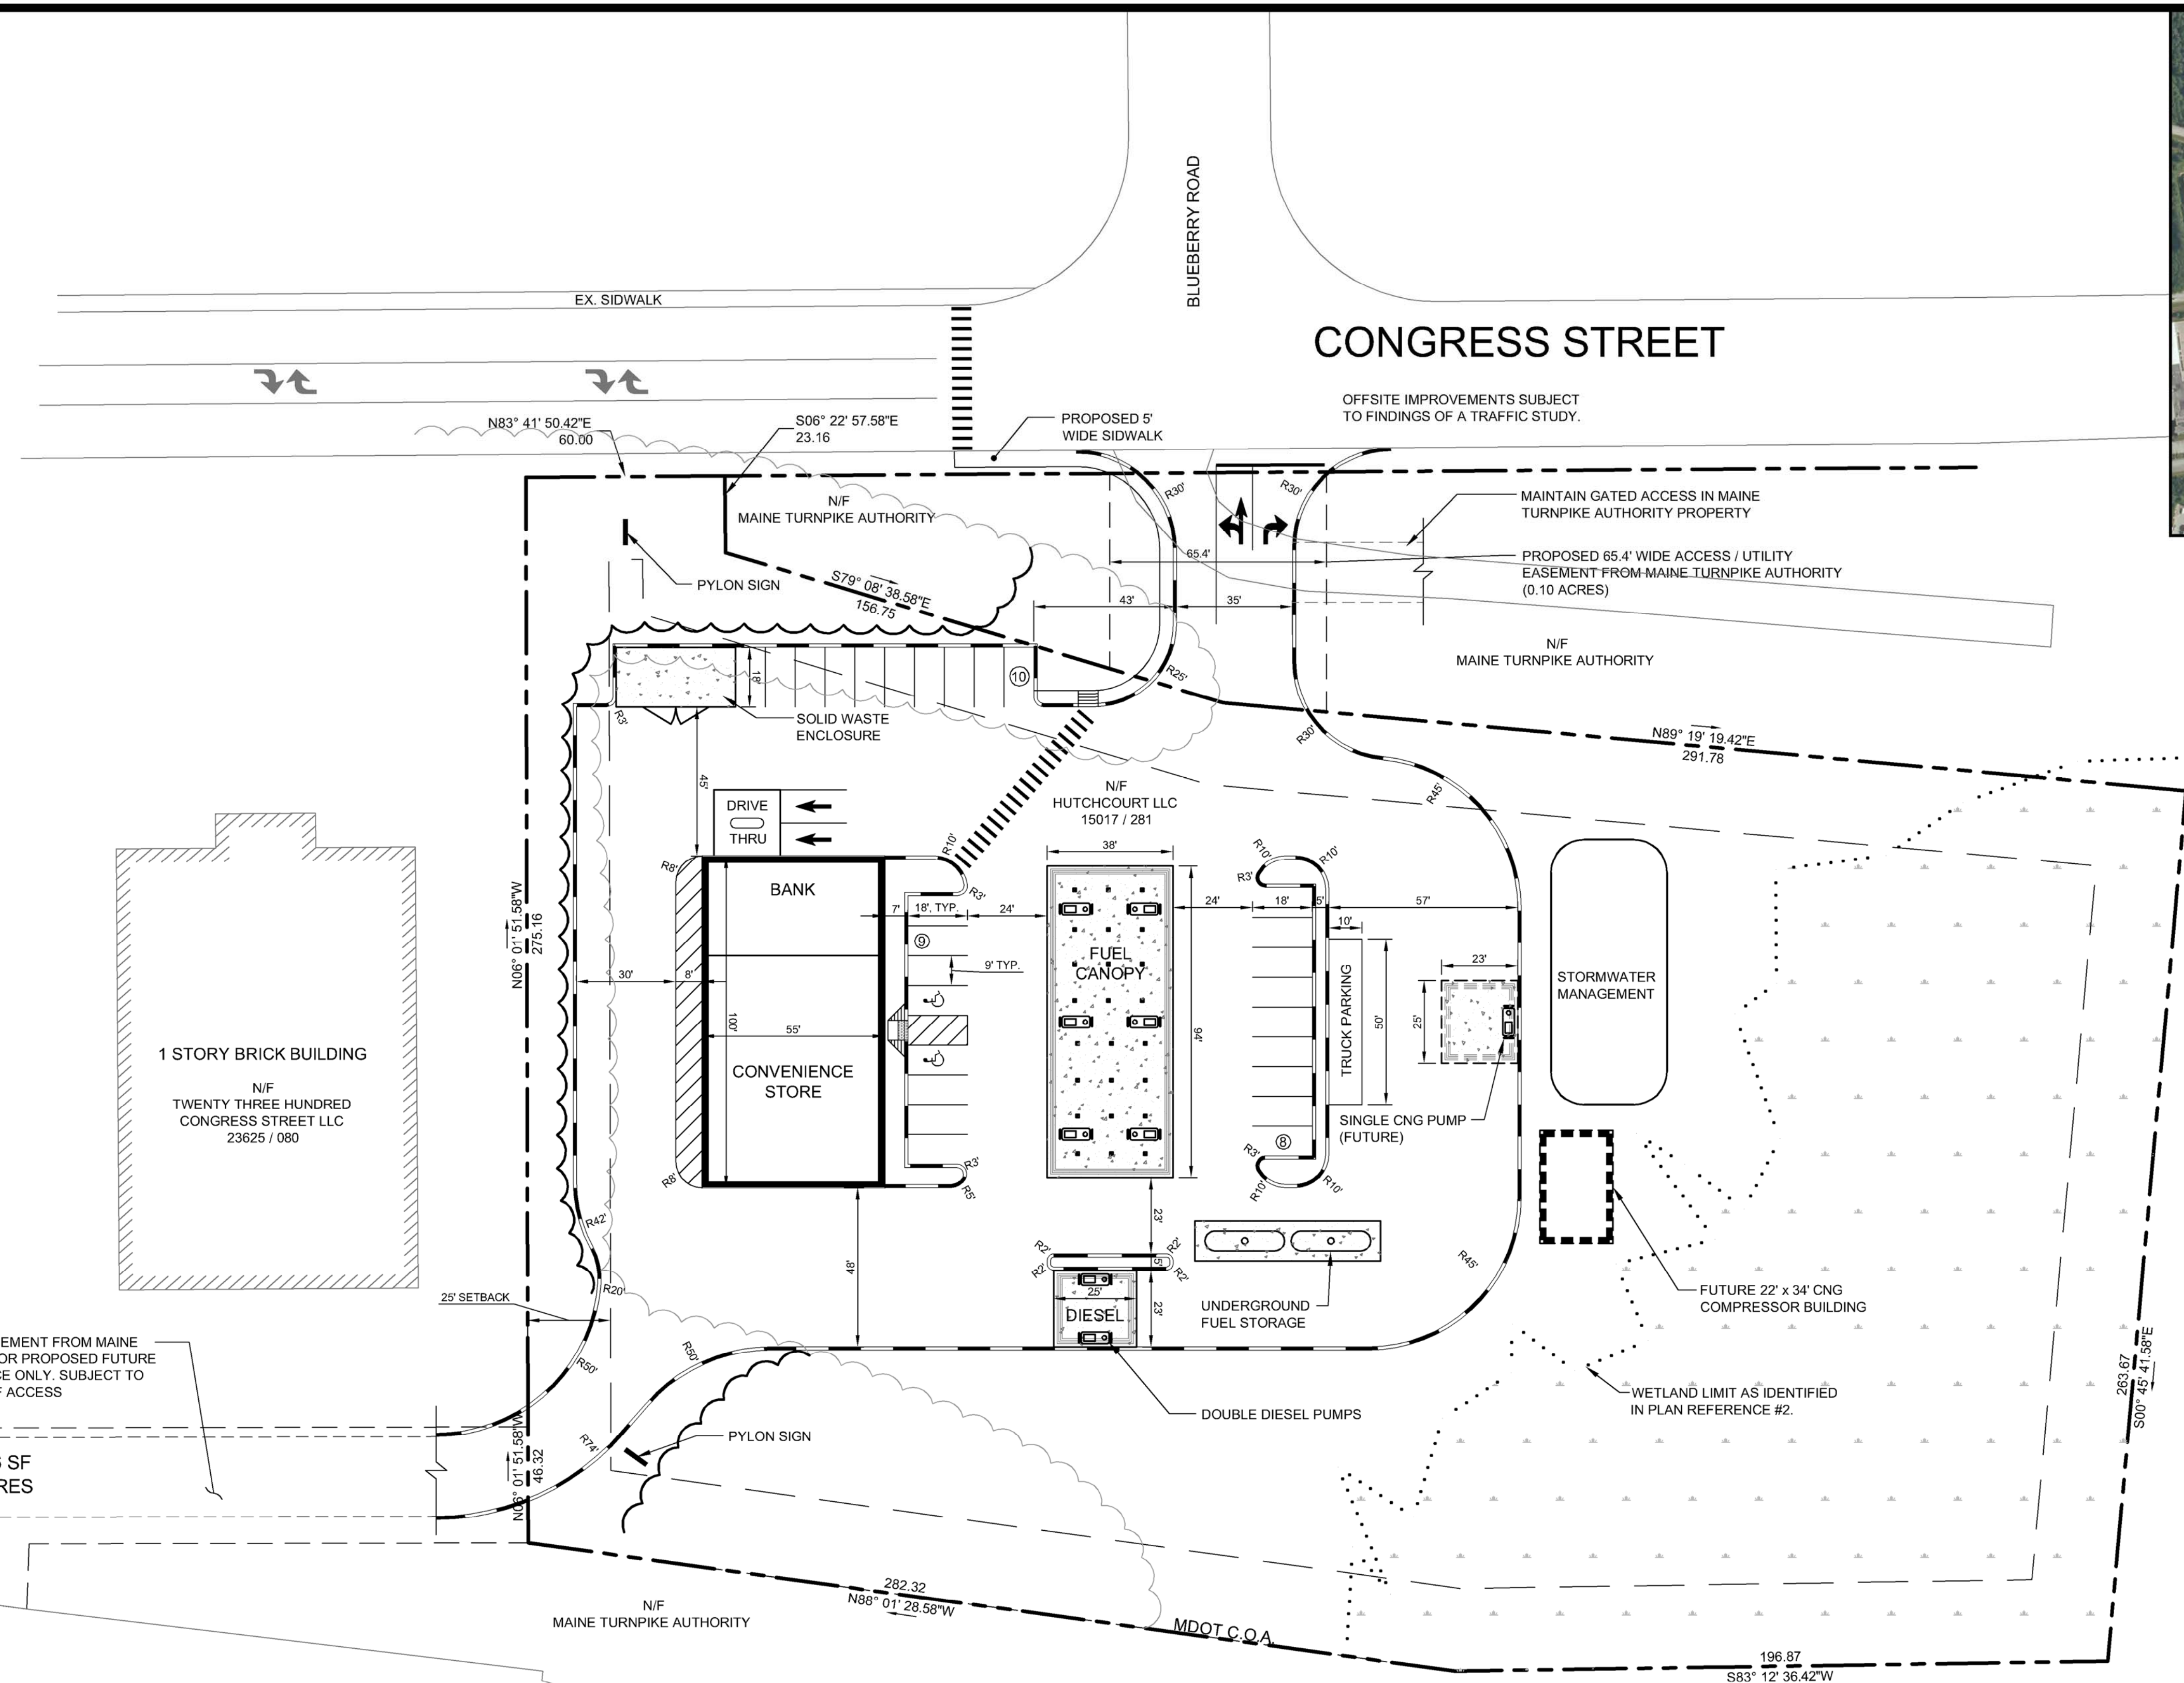 BLUEBERRY ROAD
EX. SIDWALK
CONGRESS STREET
OFFSITE IMPROVEMENTS SUBJECT
TO FINDINGS OF A TRAFFIC STUDY.
N83° 41' 50.42"E
60.00
S06° 22' 57.58"E
23.16
PROPOSED 5'
WIDE SIDWALK
N/F
MAINE TURNPIKE AUTHORITY
R30'
R30'
MAINTAIN GATED ACCESS IN MAINE
TURNPIKE AUTHORITY PROPERTY
65.4'
PROPOSED 65.4' WIDE ACCESS / UTILITY
EASEMENT FROM MAINE TURNPIKE AUTHORITY
(0.10 ACRES)
PYLON SIGN
S79° 08' 38.58"E
156.75
43'
35'
N/F
MAINE TURNPIKE AUTHORITY
18'
10
R25'
R3'
SOLID WASTE
ENCLOSURE
R30'
N89° 19' 19.42"E
291.78
45'
DRIVE
THRU
N/F
HUTCHCOURT LLC
15017 / 281
R45'
38'
R8'
BANK
R10'
R3'
R10'
R10'
R3'
7'
18', TYP.
24'
24'
18'
5'
57'
10'
N06° 01' 51.58"W
275.16
9
9' TYP.
FUEL
CANOPY
23'
STORMWATER
MANAGEMENT
30'
8'
100'
55'
94'
TRUCK PARKING
50'
25'
1 STORY BRICK BUILDING
N/F
TWENTY THREE HUNDRED
CONGRESS STREET LLC
23625 / 080
CONVENIENCE
STORE
SINGLE CNG PUMP
(FUTURE)
8
R3'
R10'
R10'
R8'
R3'
R5'
R42'
23'
48'
R2'
R2'
R2'
R2'
5'
R45'
R20'
25'
DIESEL
23'
UNDERGROUND
FUEL STORAGE
FUTURE 22' x 34' CNG
COMPRESSOR BUILDING
25' SETBACK
EMENT FROM MAINE
OR PROPOSED FUTURE
CE ONLY. SUBJECT TO
F ACCESS
R50'
R50'
WETLAND LIMIT AS IDENTIFIED
IN PLAN REFERENCE #2.
263.67
S00° 45' 41.58"E
DOUBLE DIESEL PUMPS
R74'
PYLON SIGN
SF
RES
N06° 01' 51.58"W
46.32
282.32
N88° 01' 28.58"W
N/F
MAINE TURNPIKE AUTHORITY
MDOT C.O.A.
196.87
S83° 12' 36.42"W